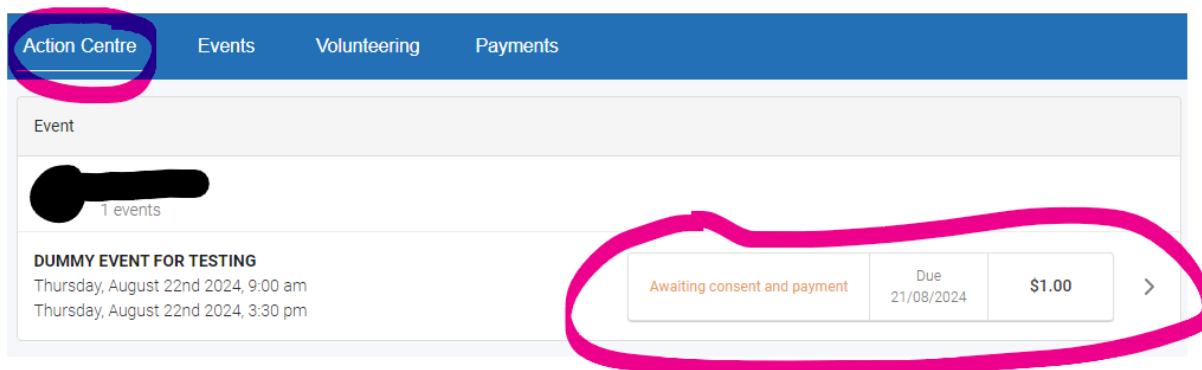 Action Centre Events Volunteering Payments
Event
1 events
DUMMY EVENT FOR TESTING
Thursday, August 22nd 2024, 9:00 am
Thursday, August 22nd 2024, 3:30 pm
Awaiting consent and payment
Due
21/08/2024
$1.00